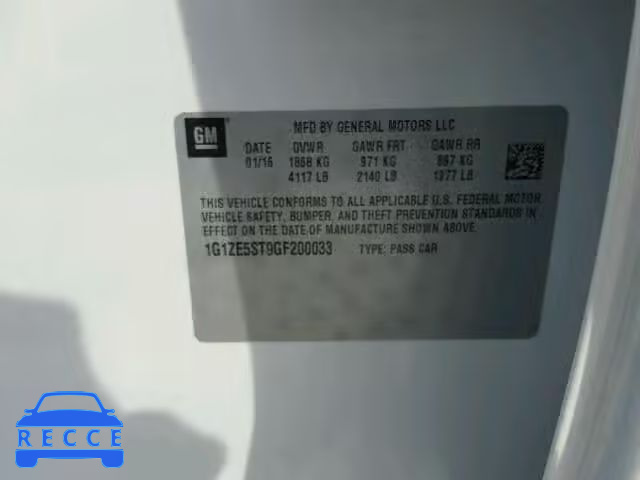 GM
MFD BY GENERAL MOTORS LLC
DATE GVWR GAWR FRT GAWR RR
01/16 1868 KG 971 KG 897 KG
4117 LB 2140 LB 1977 LB
THIS VEHICLE CONFORMS TO ALL APPLICABLE U.S. FEDERAL MOTOR
VEHICLE SAFETY, BUMPER, AND THEFT PREVENTION STANDARDS IN
EFFECT ON THE DATE OF MANUFACTURE SHOWN ABOVE.
1G1ZE5ST9GF200033 TYPE: PASS CAR
RECCE